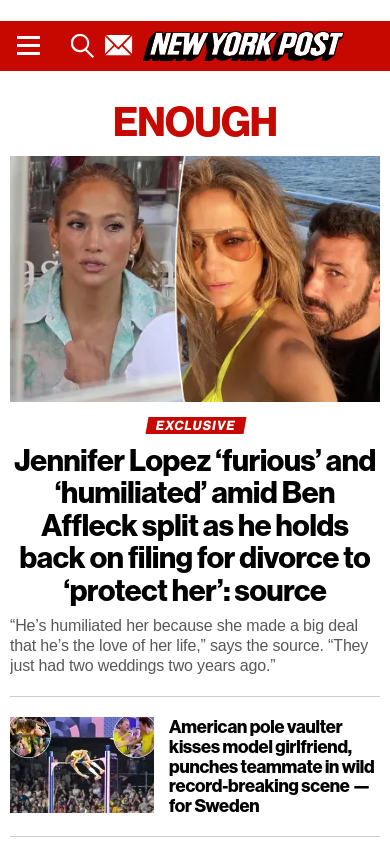 NEW YORK POST
ENOUGH
EXCLUSIVE
Jennifer Lopez ‘furious’ and
‘humiliated’ amid Ben
Affleck split as he holds
back on filing for divorce to
‘protect her’: source
“He’s humiliated her because she made a big deal
that he’s the love of her life,” says the source. “They
just had two weddings two years ago.”
American pole vaulter
kisses model girlfriend,
punches teammate in wild
record-breaking scene —
for Sweden